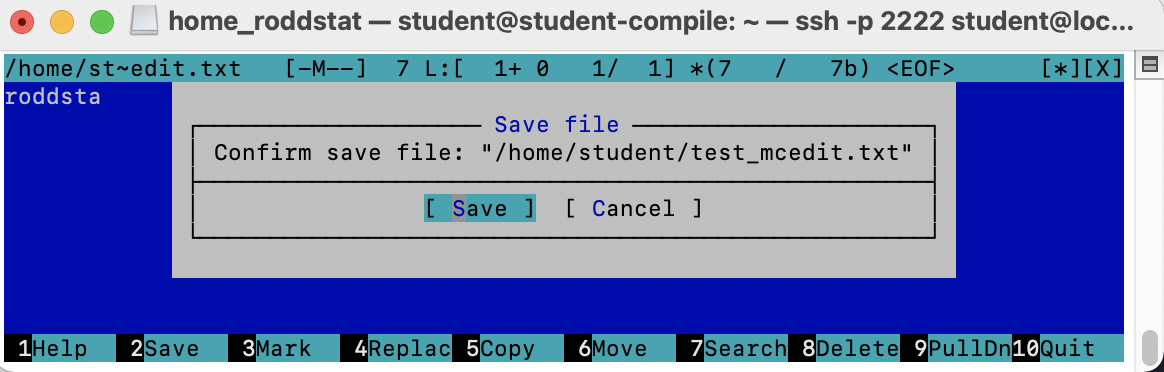 home_roddstat — student@student-compile: ~ — ssh -p 2222 student@loc...
/home/st~edit.txt [-M--] 7 L:[ 1+ 0 1/ 1] *(7 / 7b) <EOF> [*][X]
roddsta
Save file
Confirm save file: "/home/student/test_mcedit.txt"
[ Save ] [ Cancel ]
1Help 2Save 3Mark 4Replac 5Copy 6Move 7Search 8Delete 9PullDn 10Quit